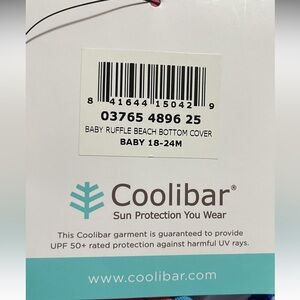 8 41644 15042 9
03765 4896 25
BABY RUFFLE BEACH BOTTOM COVER
BABY 18-24M
Coolibar®
Sun Protection You Wear
This Coolibar garment is guaranteed to provide
UPF 50+ rated protection against harmful UV rays.
www.coolibar.com